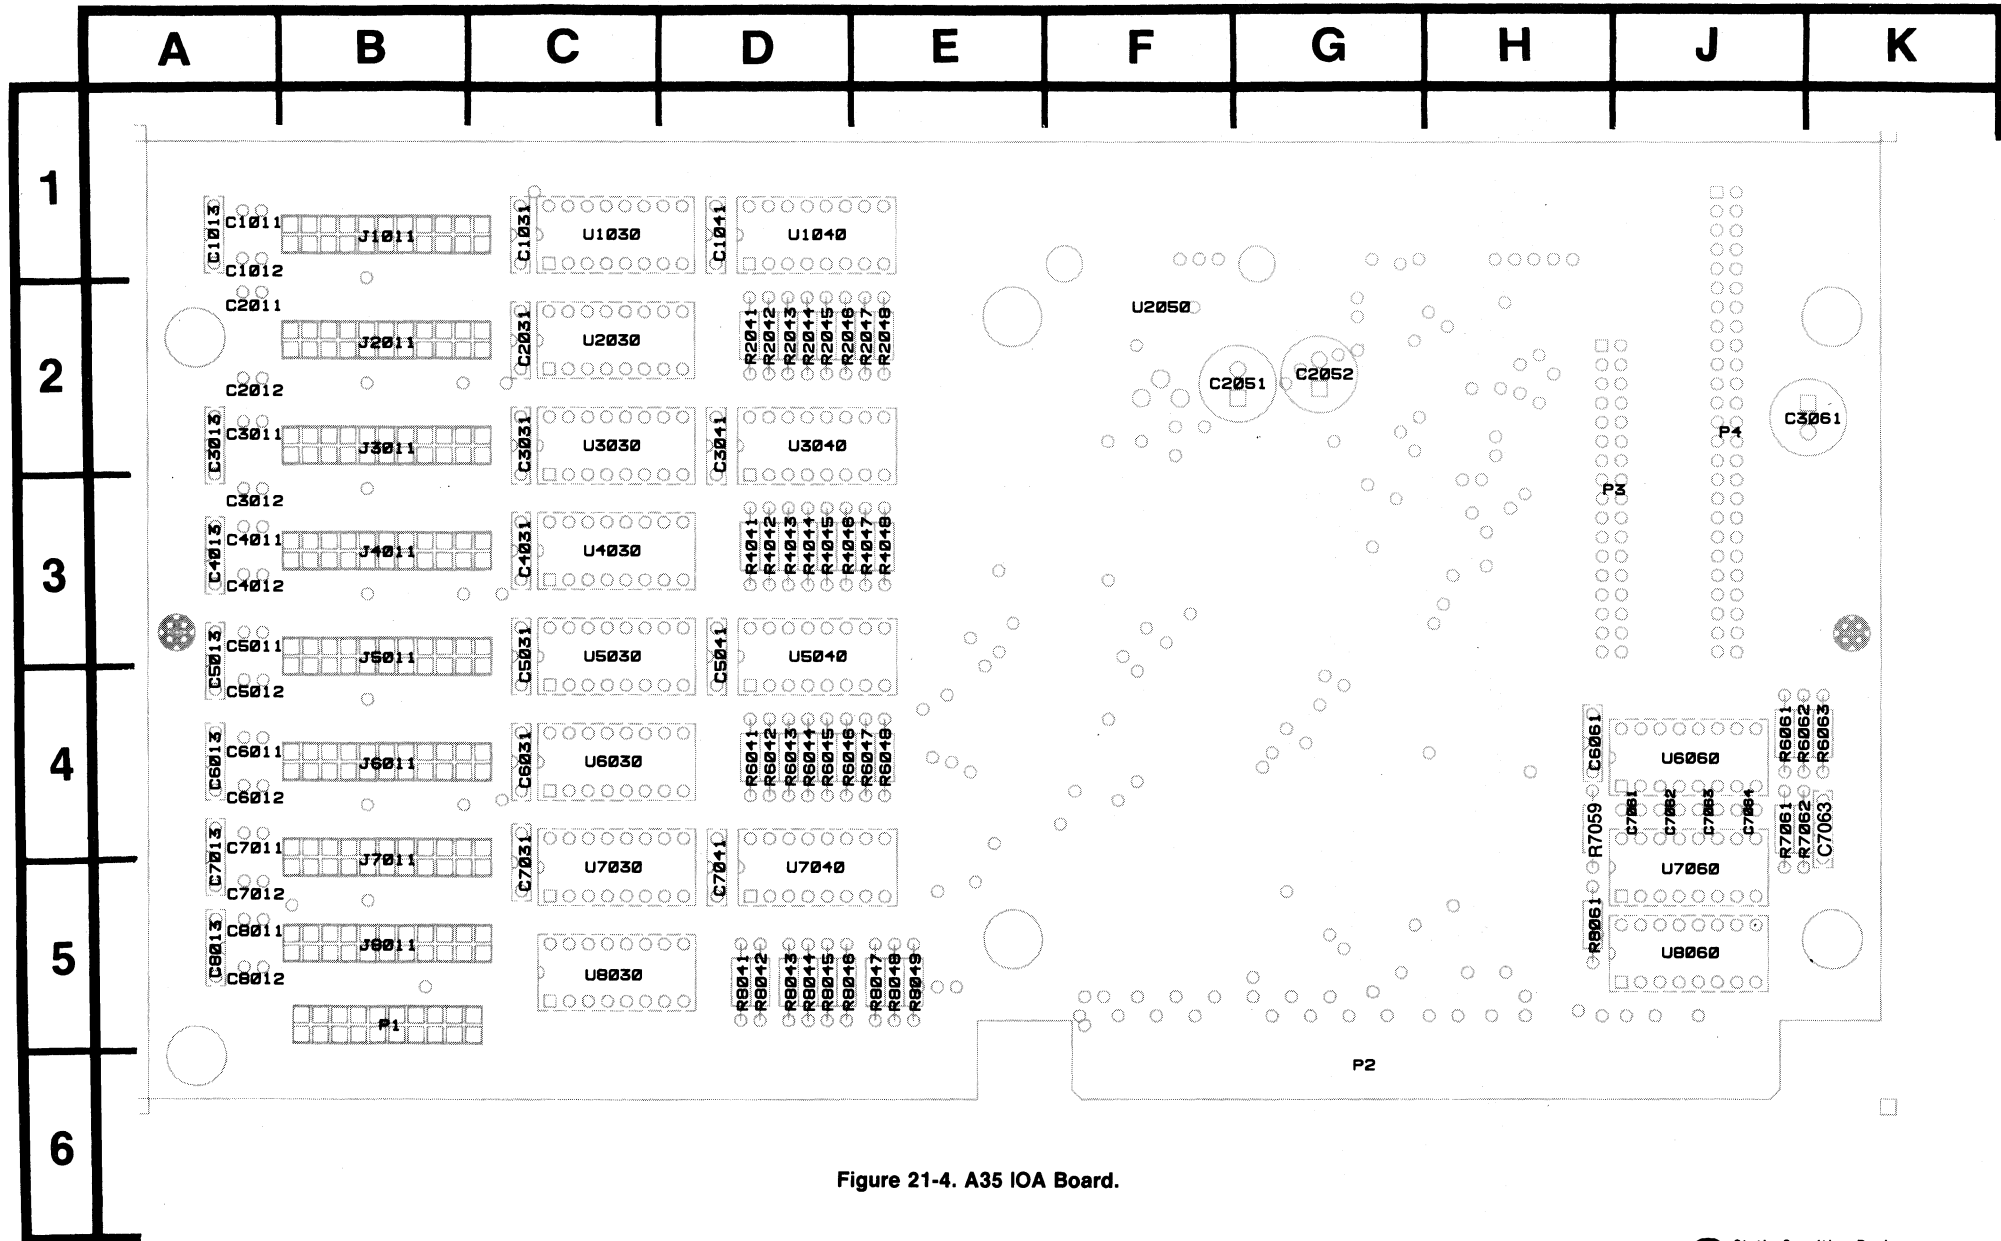 A B C D E F G H J K
1
C1013 C1011 J1011 C1031 U1030 C1041 U1040
C1012
2
C2011 J2011 C2031 U2030 R2041 R2042 R2043 R2044 R2045 R2046 R2047 R2048 U2050
C2012 C2051 C2052
C3013 C3011 J3011 C3031 U3030 C3041 U3040 P4 C3061
3
C3012 P3
C4013 C4011 J4011 C4031 U4030 R4041 R4042 R4043 R4044 R4045 R4046 R4047 R4048
C4012
C5013 C5011 J5011 C5031 U5030 C5041 U5040
4
C5012
C6013 C6011 J6011 C6031 U6030 R6041 R6042 R6043 R6044 R6045 R6046 R6047 R6048 C6061 U6060 R6061 R6062 R6063
C6012
R7059 C7061 C7062 C7063 C7064 R7061 R7062 C7063
C7013 C7011 J7011 C7031 U7030 C7041 U7040 U7060
5
C7012
C8013 C8011 J8011 U8030 R8041 R8042 R8043 R8044 R8045 R8046 R8047 R8048 R8049 R8061 U8060
C8012
P1
6
P2
Figure 21-4. A35 IOA Board.